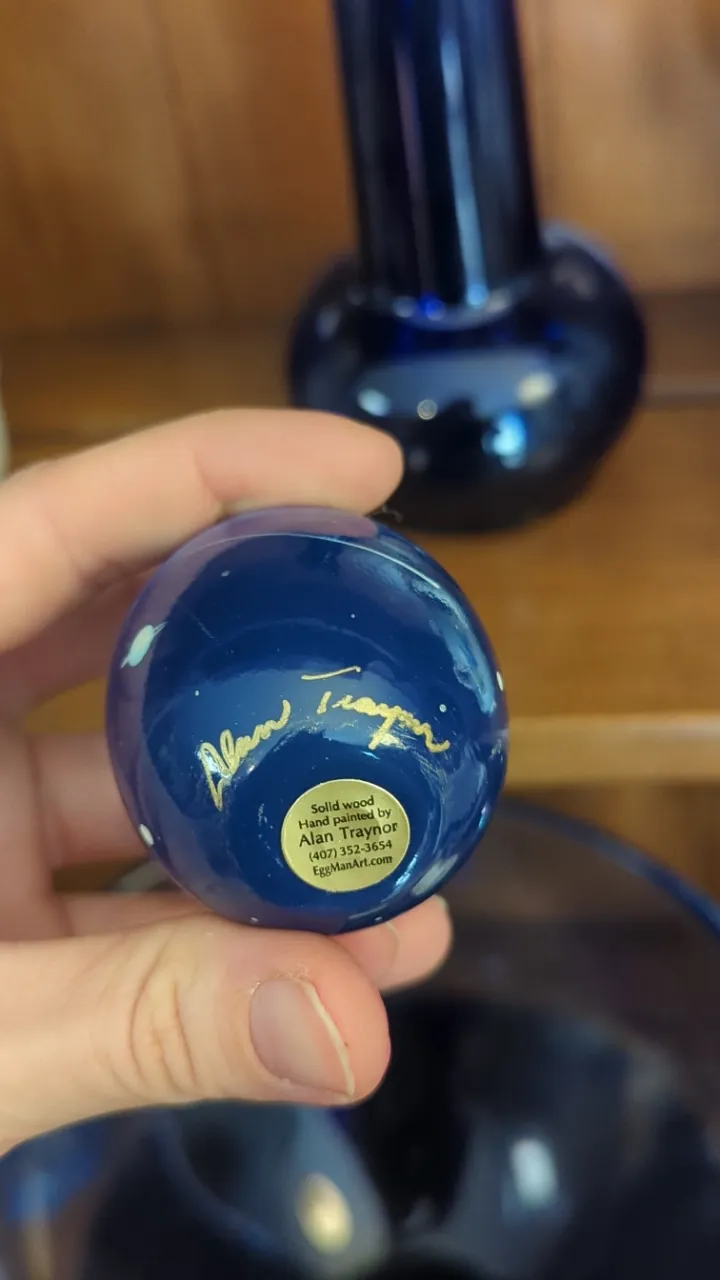 Alan Traynor
Solid wood
Hand painted by
Alan Traynor
(407) 352-3654
EggManArt.com